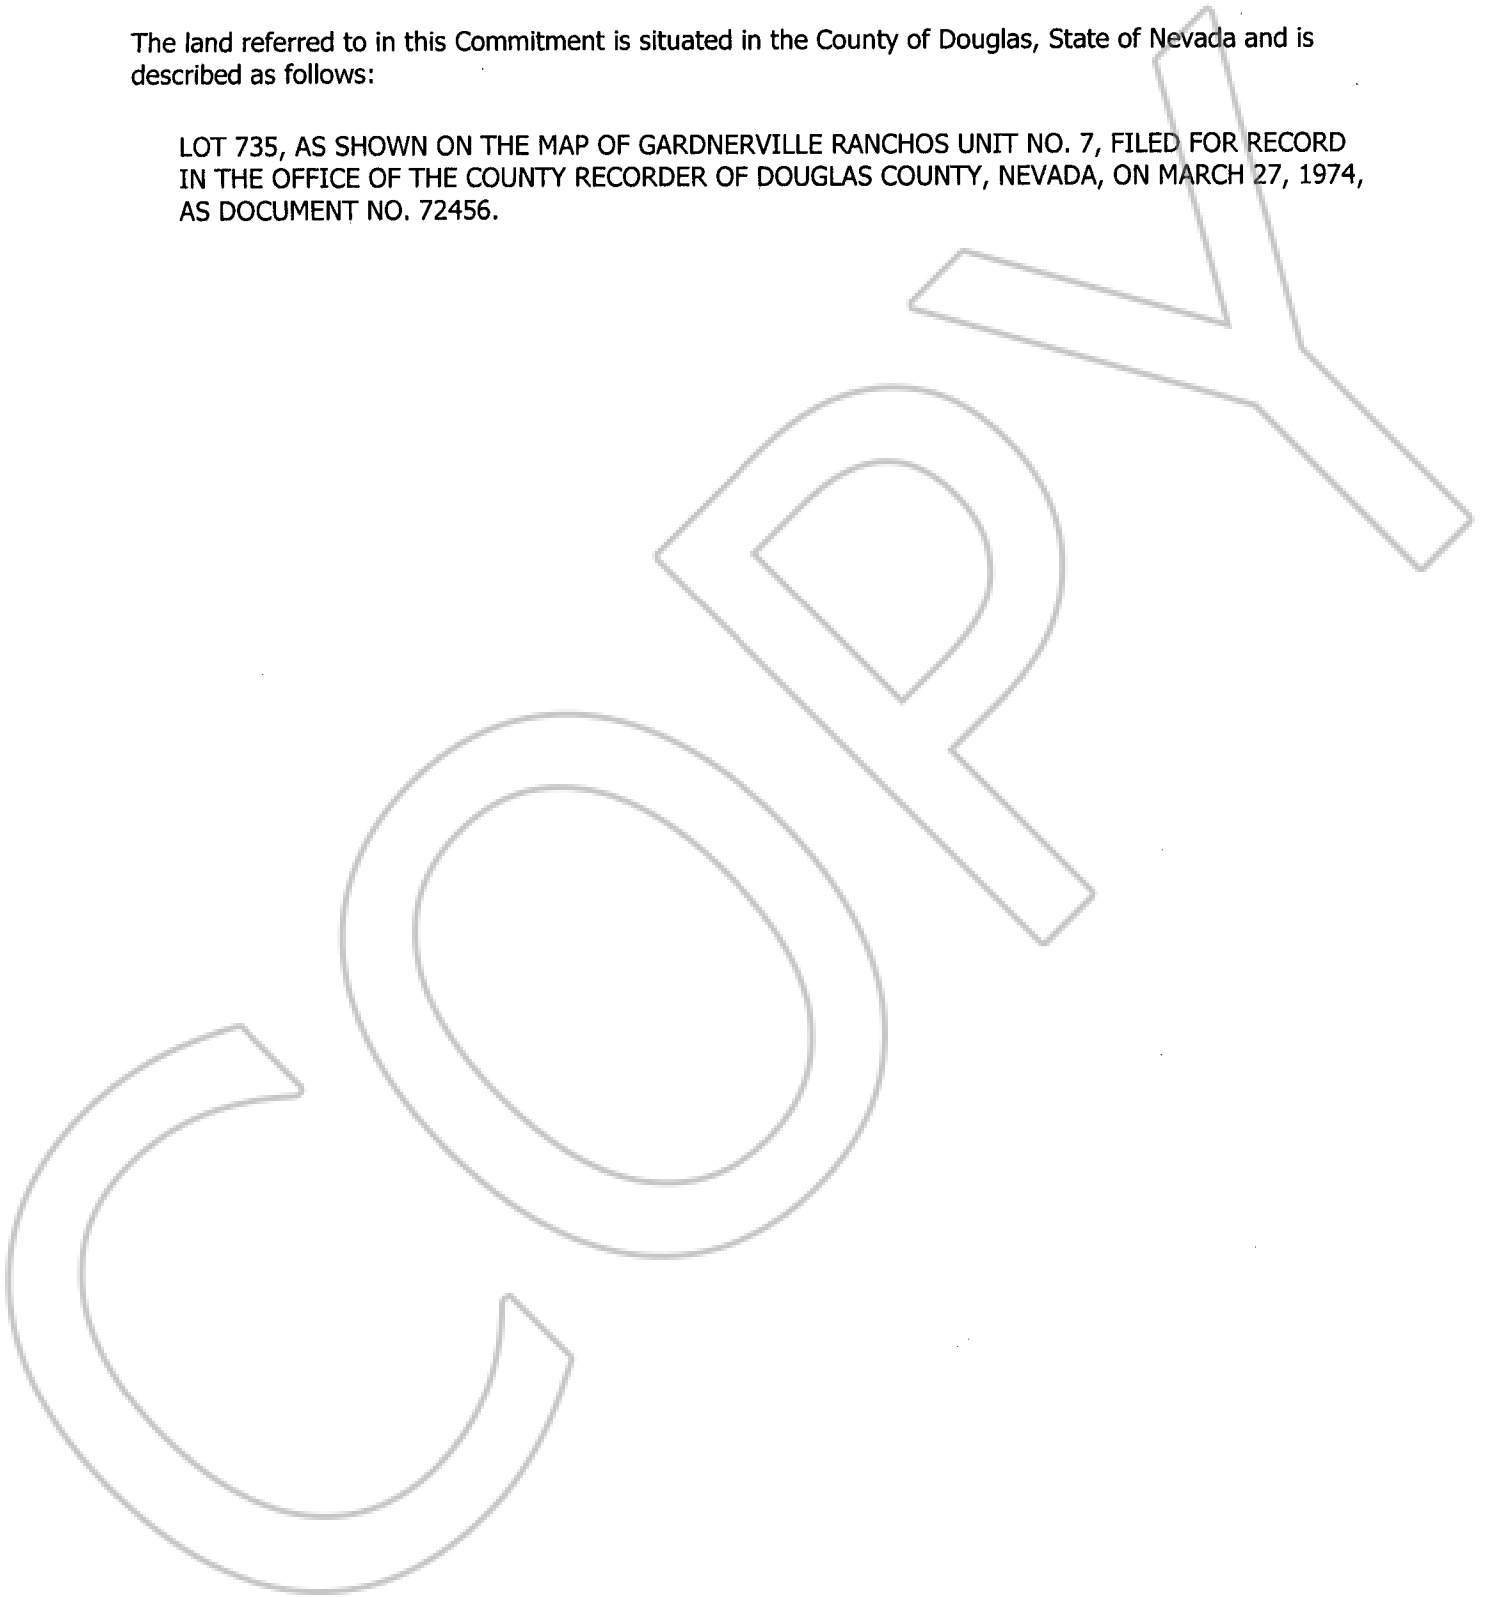 The land referred to in this Commitment is situated in the County of Douglas, State of Nevada and is
described as follows:
LOT 735, AS SHOWN ON THE MAP OF GARDNERVILLE RANCHOS UNIT NO. 7, FILED FOR RECORD
IN THE OFFICE OF THE COUNTY RECORDER OF DOUGLAS COUNTY, NEVADA, ON MARCH 27, 1974,
AS DOCUMENT NO. 72456.
COPY